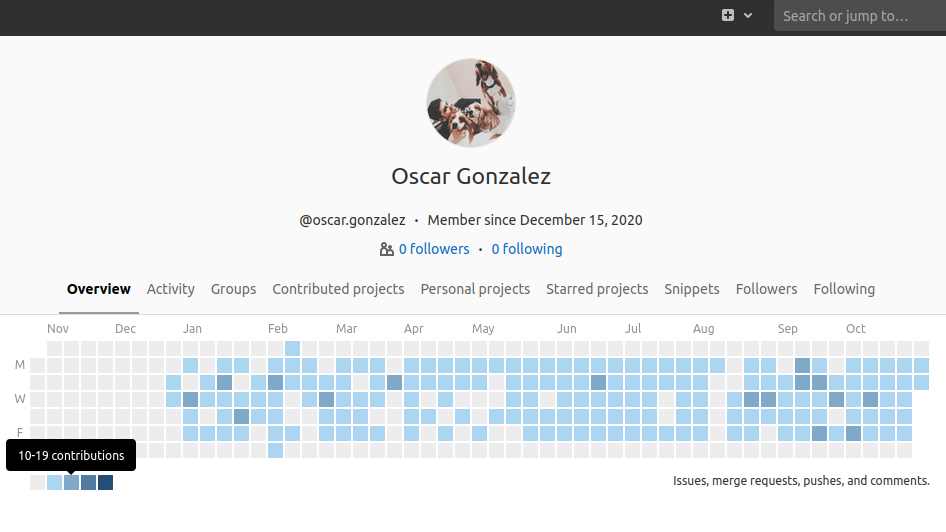 Search or jump to…
Oscar Gonzalez
@oscar.gonzalez · Member since December 15, 2020
0 followers · 0 following
Overview Activity Groups Contributed projects Personal projects Starred projects Snippets Followers Following
Nov Dec Jan Feb Mar Apr May Jun Jul Aug Sep Oct
M
W
F
10-19 contributions
Issues, merge requests, pushes, and comments.